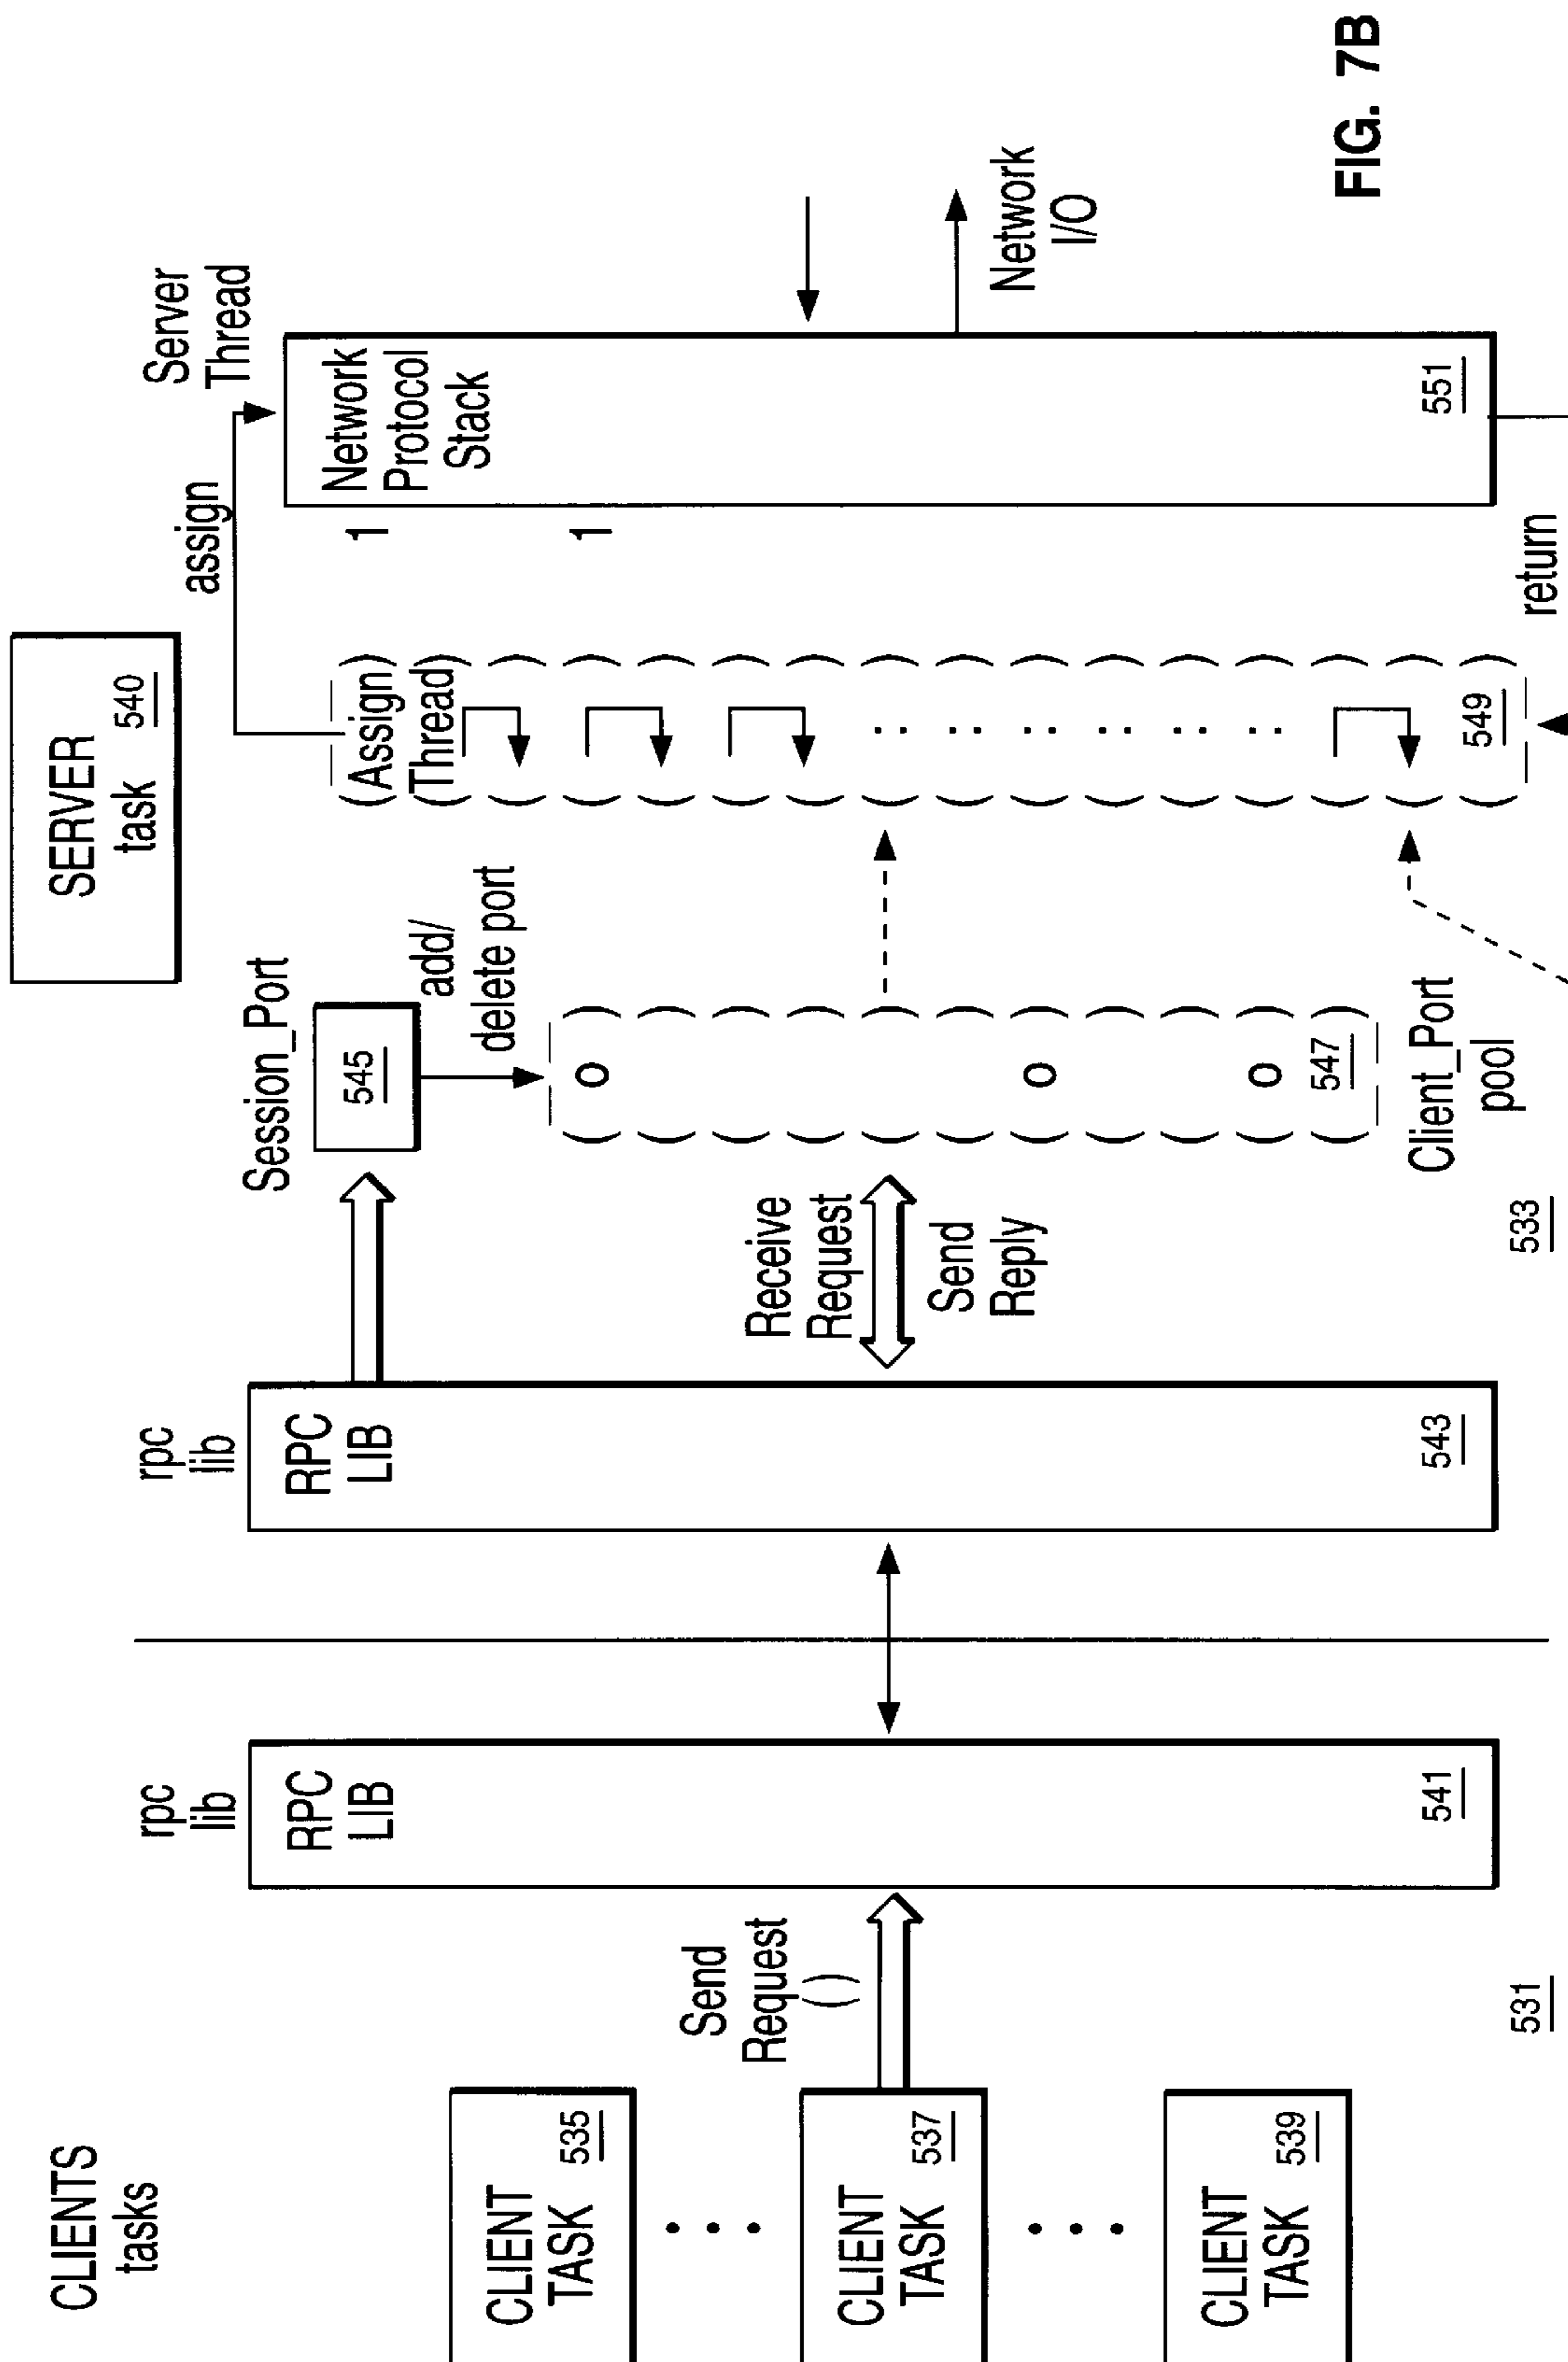 CLIENTS
tasks
CLIENT
TASK
535
CLIENT
TASK
537
CLIENT
TASK
539
Send
Request
( )
531
rpc
lib
RPC
LIB
541
rpc
lib
RPC
LIB
543
Receive
Request
Send
Reply
533
SERVER
task 540
Session_Port
545
add/
delete port
O
O
O
547
Client_Port
pool
assign
(Assign)
Thread)
549
1
1
Server
Thread
Network
Protocol
Stack
551
return
Network
I/O
FIG. 7B